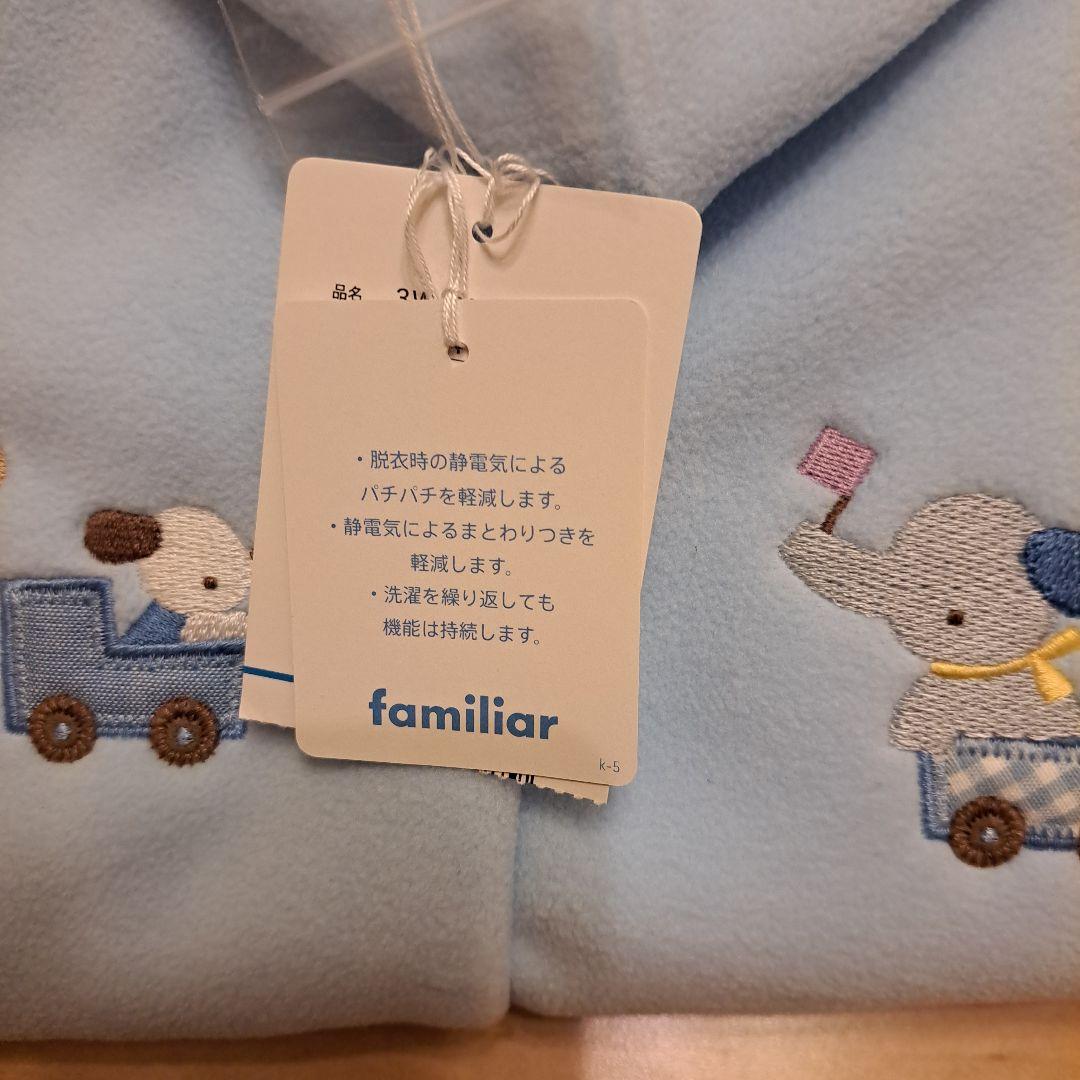 品名
・脱衣時の静電気による
パチパチを軽減します。
・静電気によるまとわりつきを
軽減します。
・洗濯を繰り返しても
機能は持続します。
familiar
k-5